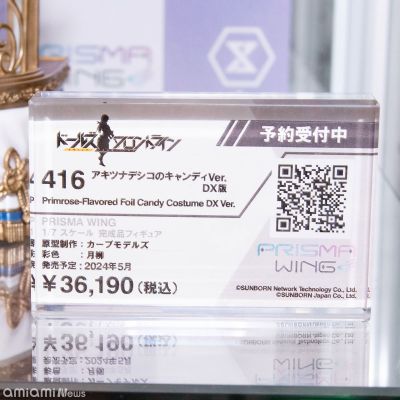 PRISMA
WING
ドールズフロントライン
予約受付中
416 アキツナデシコのキャンディVer.
DX版
Primrose-Flavored Foil Candy Costume DX Ver.
PRISMA WING
1/7 スケール 完成品フィギュア
原型制作：カーブモデルズ
彩色 ：月柳
発売予定：2024年5月
￥36,190(税込)
PRISMA
WING
©SUNBORN Network Technology Co., Ltd.
©SUNBORN Japan Co., Ltd.
amiami News